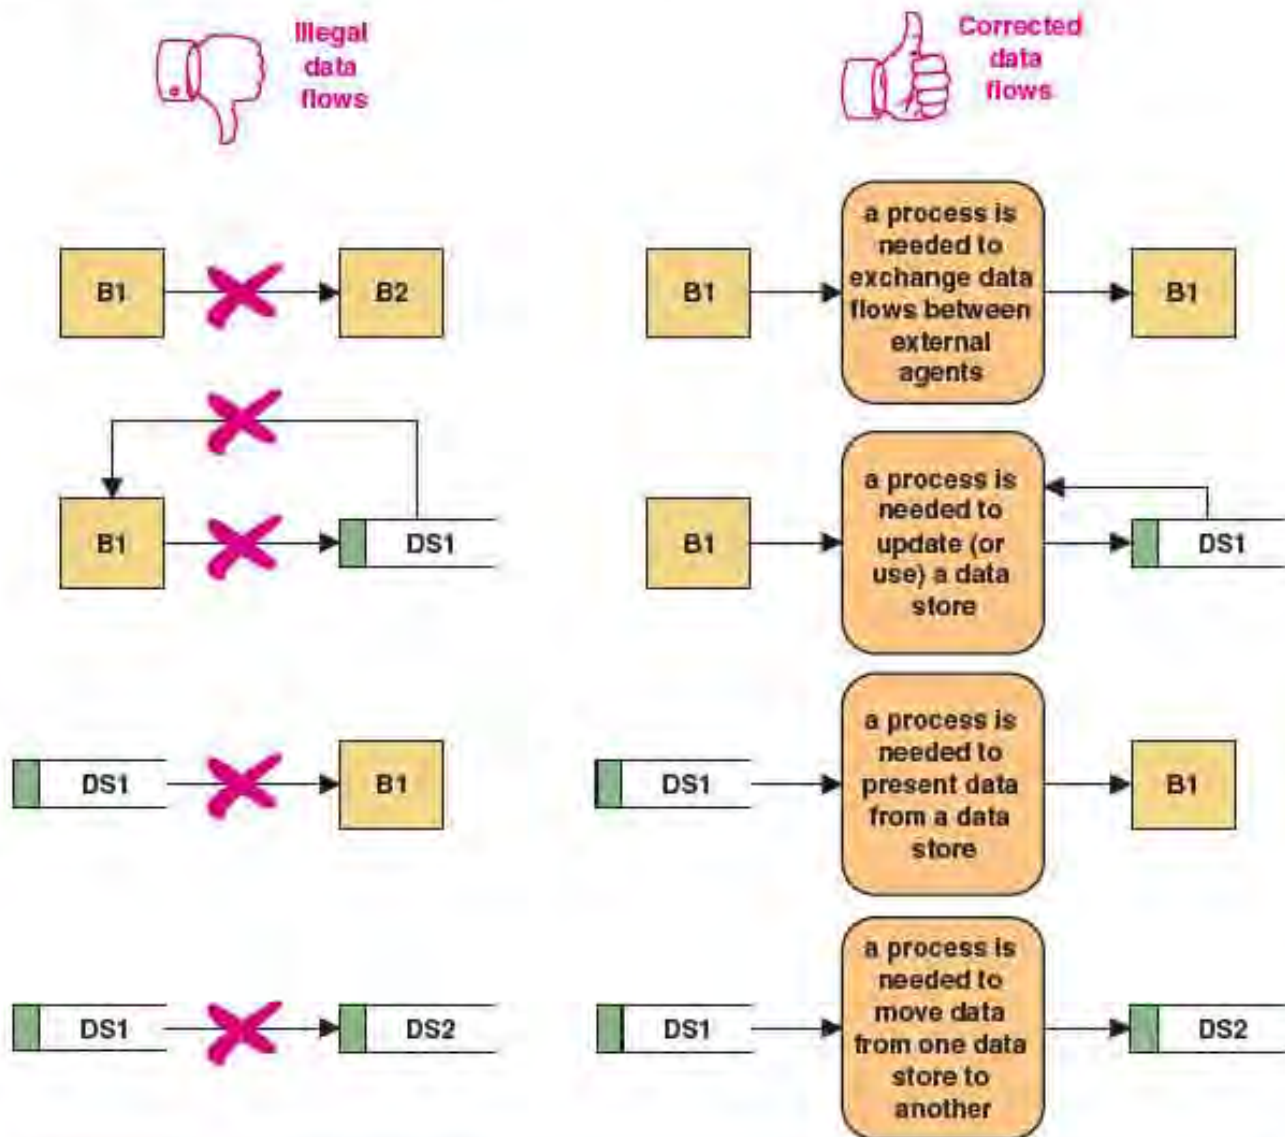 Illegal
data
flows
Corrected
data
flows
B1
B2
B1
a process is
needed to
exchange data
flows between
external
agents
B1
B1
DS1
B1
a process is
needed to
update (or
use) a data
store
DS1
DS1
B1
DS1
a process is
needed to
present data
from a data
store
B1
DS1
DS2
DS1
a process is
needed to
move data
from one data
store to
another
DS2